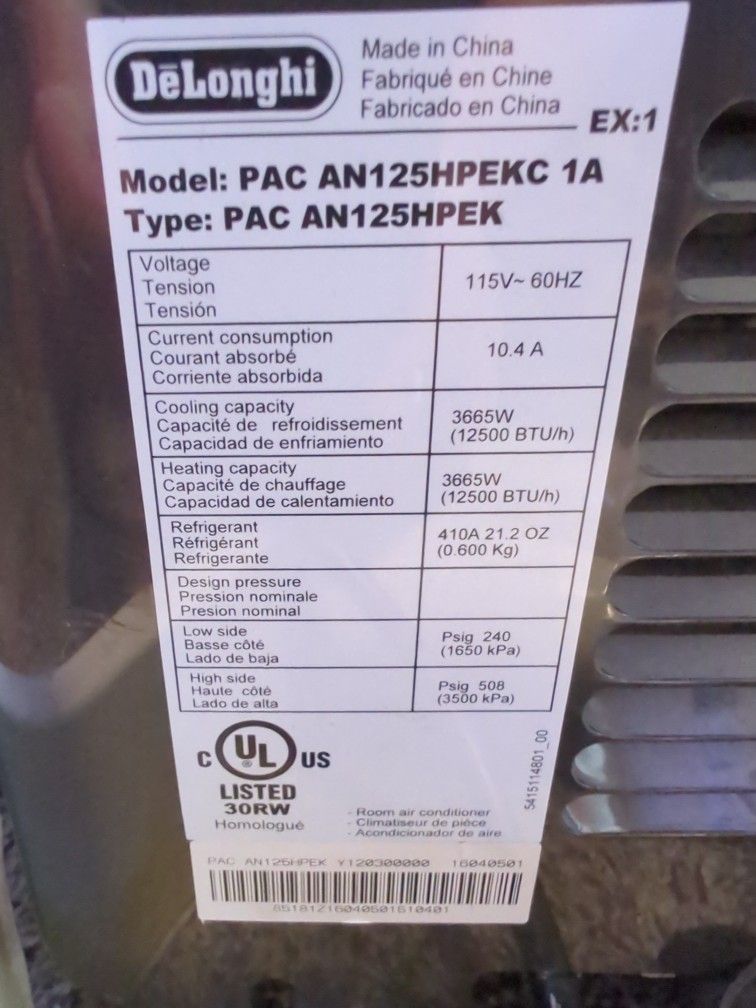 DēLonghi
Made in China
Fabriqué en Chine
Fabricado en China
EX:1
Model: PAC AN125HPEKC 1A
Type: PAC AN125HPEK
Voltage
Tension
Tensión
115V~ 60HZ
Current consumption
Courant absorbé
Corriente absorbida
10.4 A
Cooling capacity
Capacité de refroidissement
Capacidad de enfriamiento
3665W
(12500 BTU/h)
Heating capacity
Capacité de chauffage
Capacidad de calentamiento
3665W
(12500 BTU/h)
Refrigerant
Réfrigérant
Refrigerante
410A 21.2 OZ
(0.600 Kg)
Design pressure
Pression nominale
Presion nominal
Low side
Basse côté
Lado de baja
Psig 240
(1650 kPa)
High side
Haute côté
Lado de alta
Psig 508
(3500 kPa)
C UL ® US
LISTED
30RW
Homologué
- Room air conditioner
- Climatiseur de pièce
- Acondicionador de aire
5415114801_00
PAC AN125HPEK Y120300000 16040501
85181216040501610401